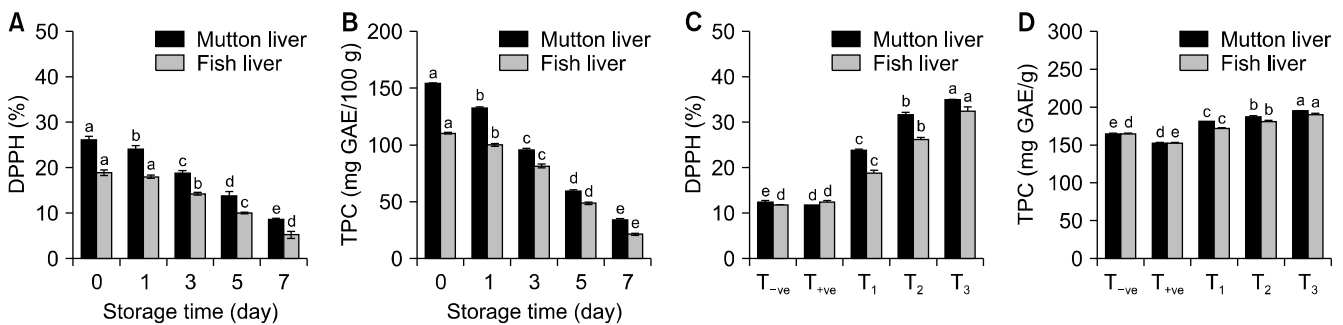 A
DPPH (%)
50
40
30
20
10
0
Mutton liver
Fish liver
a
a
b
a
c
b
d
c
e
d
0 1 3 5 7
Storage time (day)
B
TPC (mg GAE/100 g)
200
150
100
50
0
Mutton liver
Fish liver
a
a
b
b
c
c
d
d
e
e
0 1 3 5 7
Storage time (day)
C
DPPH (%)
50
40
30
20
10
0
Mutton liver
Fish liver
e
d
d
d
c
c
b
b
a
a
T−ve T+ve T1 T2 T3
D
TPC (mg GAE/g)
300
250
200
150
100
50
0
Mutton liver
Fish liver
e
d
d
e
c
c
b
b
a
a
T−ve T+ve T1 T2 T3